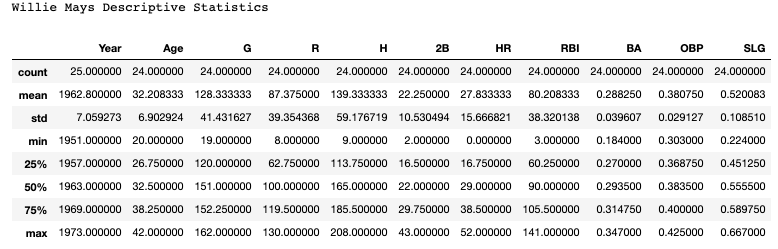 Willie Mays Descriptive Statistics
Year Age G R H 2B HR RBI BA OBP SLG
count 25.000000 24.000000 24.000000 24.000000 24.000000 24.000000 24.000000 24.000000 24.000000 24.000000 24.000000
mean 1962.800000 32.208333 128.333333 87.375000 139.333333 22.250000 27.833333 80.208333 0.288250 0.380750 0.520083
std 7.059273 6.902924 41.431627 39.354368 59.176719 10.530494 15.666821 38.320138 0.039607 0.029127 0.108510
min 1951.000000 20.000000 19.000000 8.000000 9.000000 2.000000 0.000000 3.000000 0.184000 0.303000 0.224000
25% 1957.000000 26.750000 120.000000 62.750000 113.750000 16.500000 16.750000 60.250000 0.270000 0.368750 0.451250
50% 1963.000000 32.500000 151.000000 100.000000 165.000000 22.000000 29.000000 90.000000 0.293500 0.383500 0.555500
75% 1969.000000 38.250000 152.250000 119.500000 185.500000 29.750000 38.500000 105.500000 0.314750 0.400000 0.589750
max 1973.000000 42.000000 162.000000 130.000000 208.000000 43.000000 52.000000 141.000000 0.347000 0.425000 0.667000